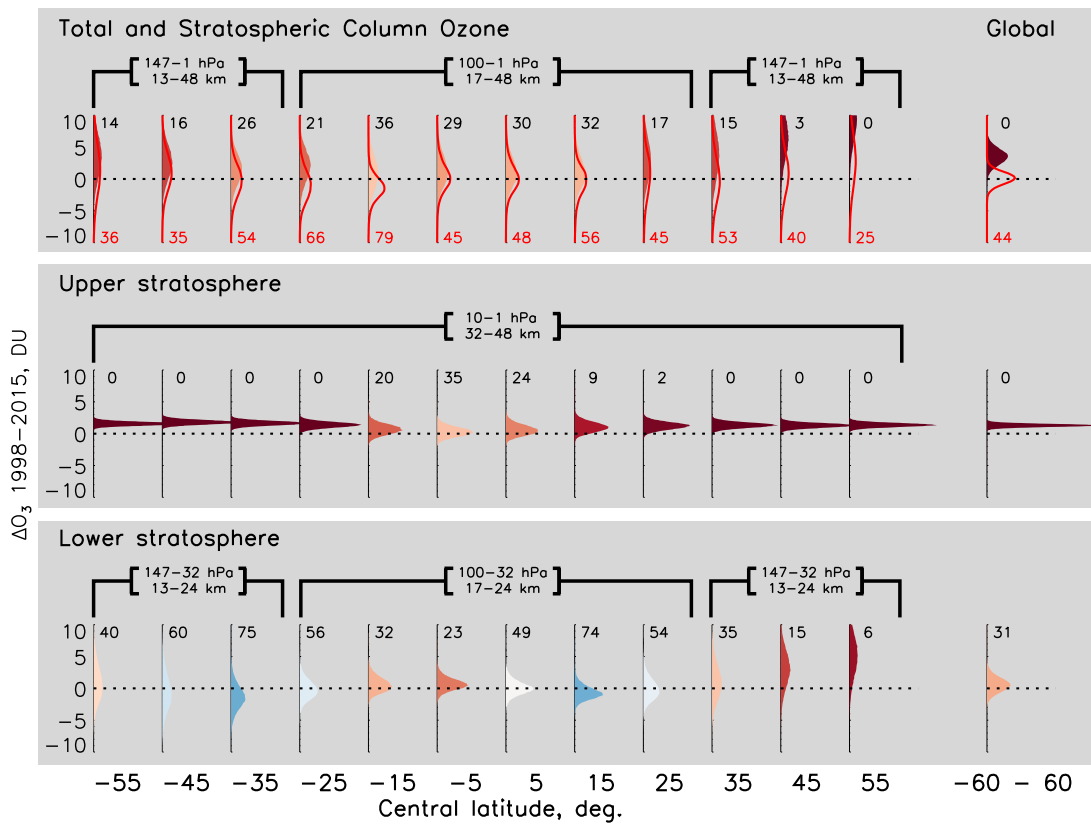 Total and Stratospheric Column Ozone Global
147−1 hPa 100−1 hPa 147−1 hPa
13−48 km 17−48 km 13−48 km
10 14 16 26 21 36 29 30 32 17 15 3 0 0
5
0
−5
−10 36 35 54 66 79 45 48 56 45 53 40 25 44
Upper stratosphere
10−1 hPa
32−48 km
10 0 0 0 0 20 35 24 9 2 0 0 0 0
5
0
−5
−10
ΔO3 1998−2015, DU
Lower stratosphere
147−32 hPa 100−32 hPa 147−32 hPa
13−24 km 17−24 km 13−24 km
10 40 60 75 56 32 23 49 74 54 35 15 6 31
5
0
−5
−10
−55 −45 −35 −25 −15 −5 5 15 25 35 45 55 −60 − 60
Central latitude, deg.